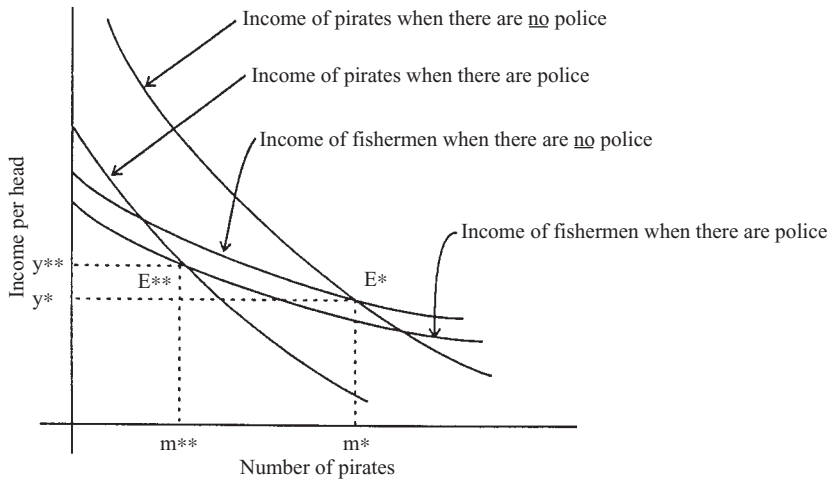 Income of pirates when there are no police
Income of pirates when there are police
Income of fishermen when there are no police
Income of fishermen when there are police
Income per head
y**
E**
E*
y*
m**
m*
Number of pirates